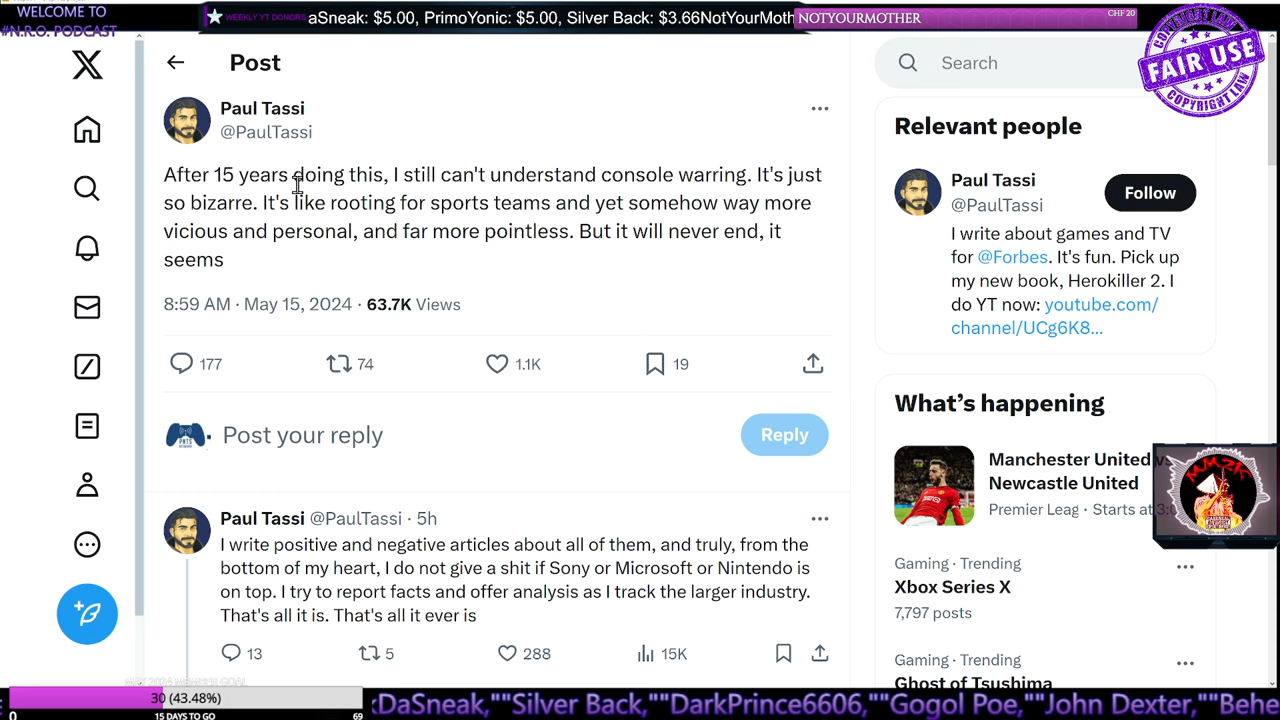 WELCOME TO
#N.R.O. PODCAST
WEEKLY YT DONORS
aSneak: $5.00, PrimoYonic: $5.00, Silver Back: $3.66NotYourMoth
NOTYOURMOTHER
CHF 20
COPYRIGHT LAW
FAIR USE
COPYRIGHT LAW
Post
Search
Paul Tassi
@PaulTassi
After 15 years doing this, I still can't understand console warring. It's just
so bizarre. It's like rooting for sports teams and yet somehow way more
vicious and personal, and far more pointless. But it will never end, it
seems
8:59 AM · May 15, 2024 · 63.7K Views
177
74
1.1K
19
Post your reply
Reply
Paul Tassi @PaulTassi · 5h
I write positive and negative articles about all of them, and truly, from the
bottom of my heart, I do not give a shit if Sony or Microsoft or Nintendo is
on top. I try to report facts and offer analysis as I track the larger industry.
That's all it is. That's all it ever is
13
5
288
15K
Relevant people
Paul Tassi
@PaulTassi
Follow
I write about games and TV
for @Forbes. It's fun. Pick up
my new book, Herokiller 2. I
do YT now: youtube.com/
channel/UCg6K8...
What's happening
Manchester United vs
Newcastle United
Premier Leag · Starts at 3:0
MM2K
Gaming · Trending
Xbox Series X
7,797 posts
Gaming · Trending
Ghost of Tsushima
MAY 2024 MEMBER GOAL
30 (43.48%)
0
15 DAYS TO GO
69
DaSneak,""Silver Back,""DarkPrince6606,""Gogol Poe,""John Dexter,""Behe